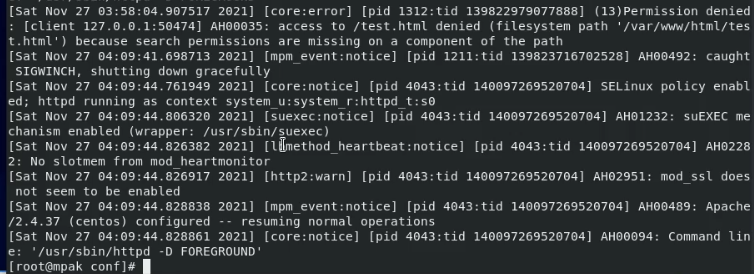 [Sat Nov 27 03:58:04.907517 2021] [core:error] [pid 1312:tid 139822979077888] (13)Permission denied
: [client 127.0.0.1:50474] AH00035: access to /test.html denied (filesystem path '/var/www/html/tes
t.html') because search permissions are missing on a component of the path
[Sat Nov 27 04:09:41.698713 2021] [mpm_event:notice] [pid 1211:tid 139823716702528] AH00492: caught
 SIGWINCH, shutting down gracefully
[Sat Nov 27 04:09:44.761949 2021] [core:notice] [pid 4043:tid 140097269520704] SELinux policy enabl
ed; httpd running as context system_u:system_r:httpd_t:s0
[Sat Nov 27 04:09:44.806320 2021] [suexec:notice] [pid 4043:tid 140097269520704] AH01232: suEXEC me
chanism enabled (wrapper: /usr/sbin/suexec)
[Sat Nov 27 04:09:44.826382 2021] [lbmethod_heartbeat:notice] [pid 4043:tid 140097269520704] AH0228
2: No slotmem from mod_heartmonitor
[Sat Nov 27 04:09:44.826917 2021] [http2:warn] [pid 4043:tid 140097269520704] AH02951: mod_ssl does
 not seem to be enabled
[Sat Nov 27 04:09:44.828838 2021] [mpm_event:notice] [pid 4043:tid 140097269520704] AH00489: Apache
/2.4.37 (centos) configured -- resuming normal operations
[Sat Nov 27 04:09:44.828861 2021] [core:notice] [pid 4043:tid 140097269520704] AH00094: Command lin
e: '/usr/sbin/httpd -D FOREGROUND'
[root@mpak conf]#